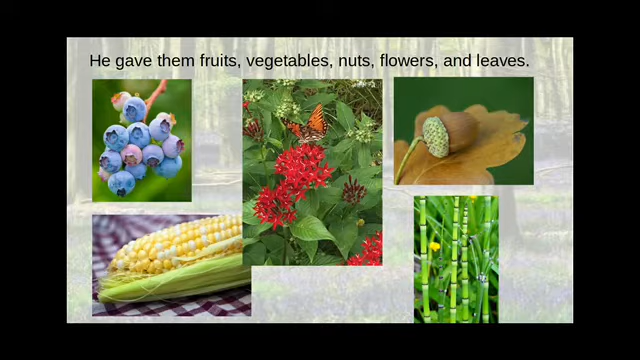 He gave them fruits, vegetables, nuts, flowers, and leaves.